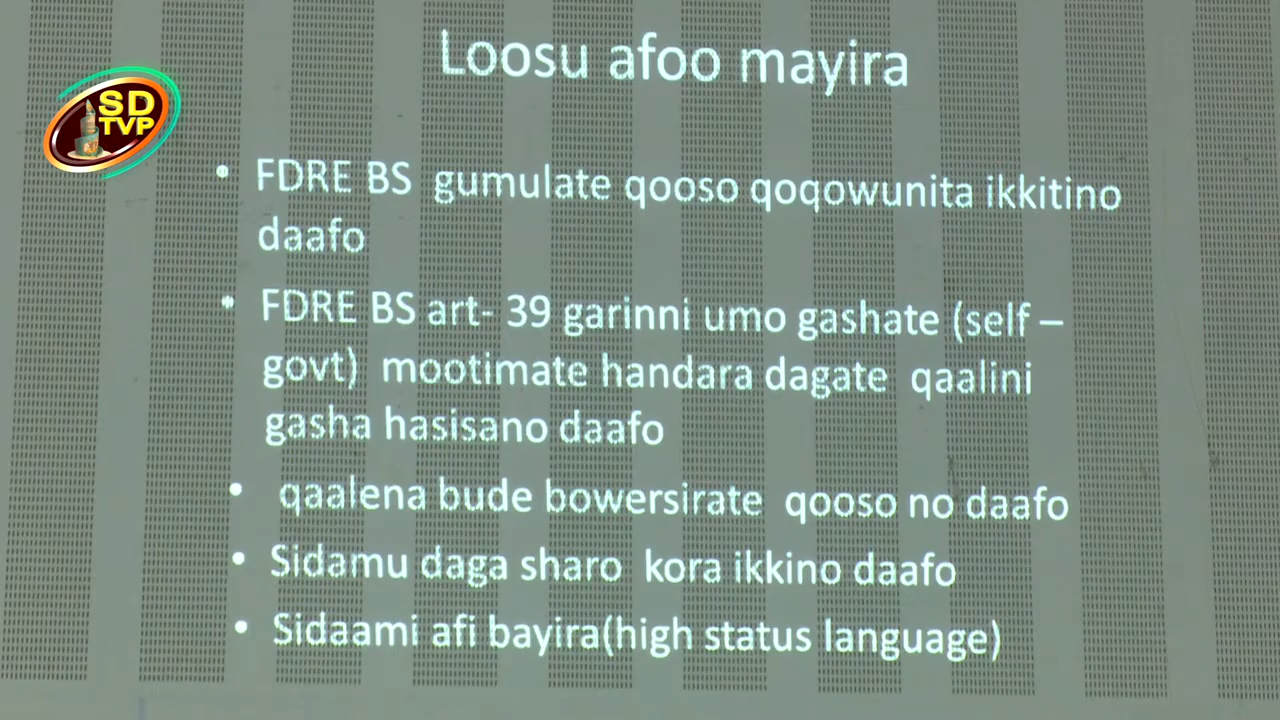 Loosu afoo mayira
SD
TVP
• FDRE BS gumulate qooso qoqowunita ikkitino
daafo
• FDRE BS art- 39 garinni umo gashate (self –
govt) mootimate handara dagate qaalini
gasha hasisano daafo
• qaalena bude bowersirate qooso no daafo
• Sidamu daga sharo kora ikkino daafo
• Sidaami afi bayira(high status language)